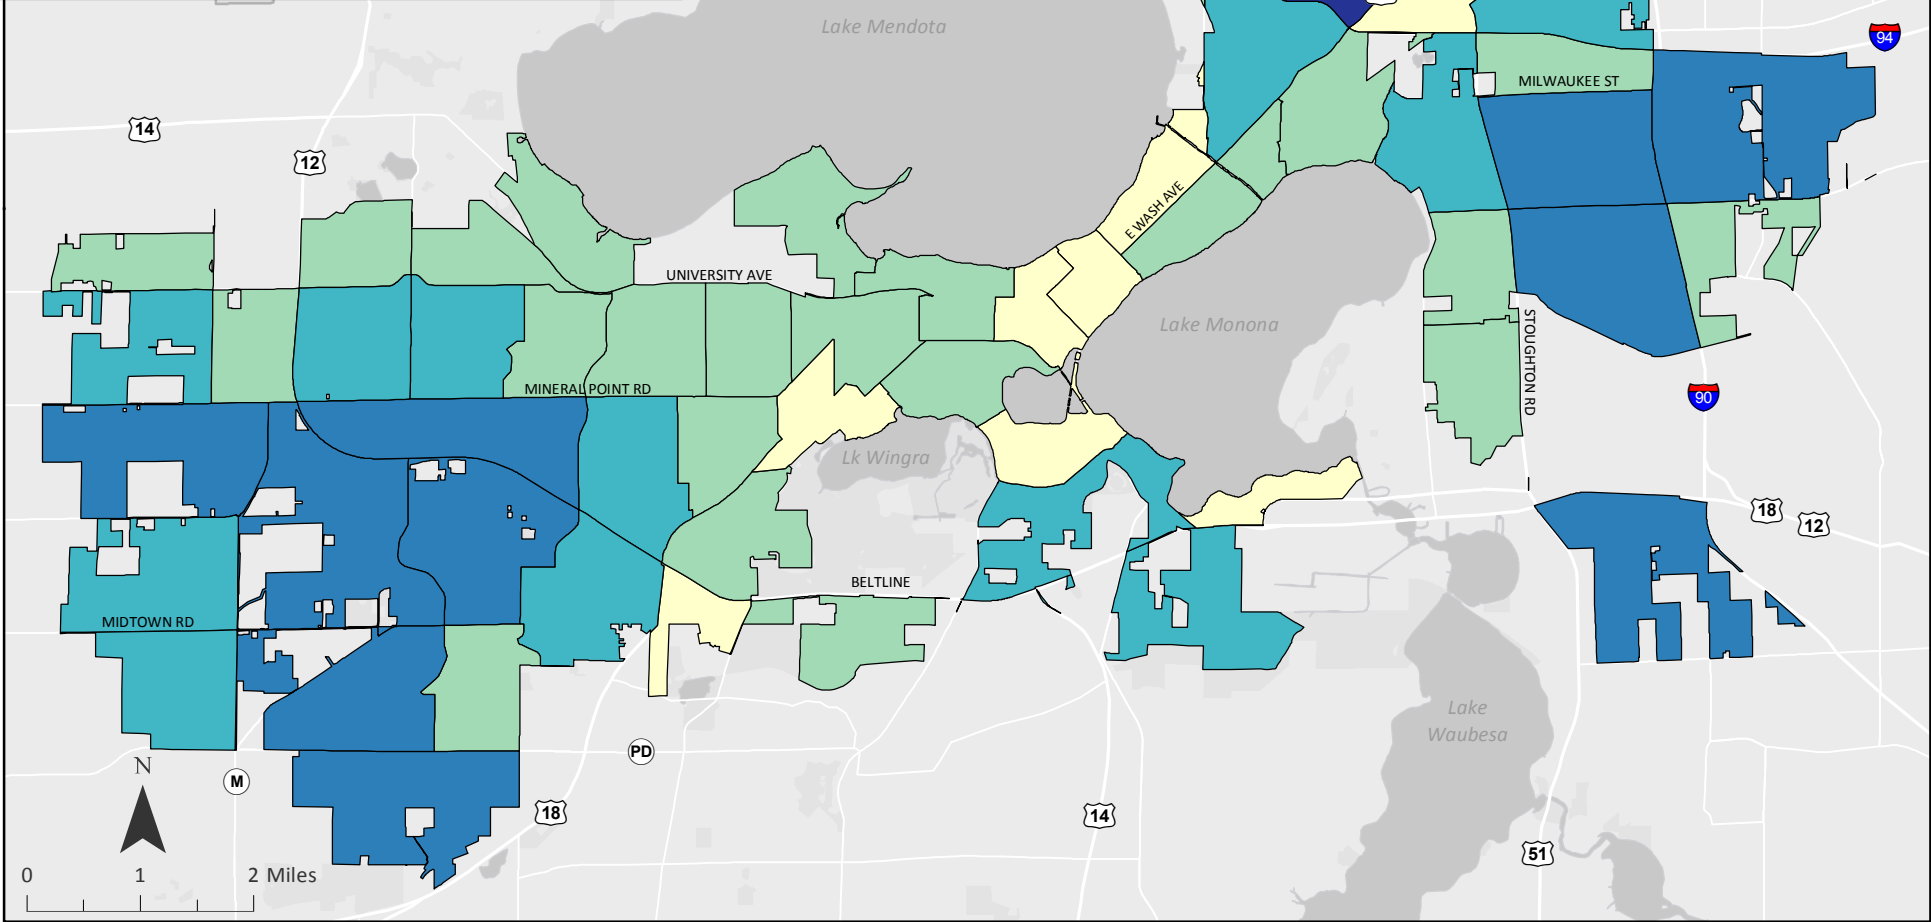 Lake Mendota
94
MILWAUKEE ST
14
12
E WASH AVE
UNIVERSITY AVE
Lake Monona
STOUGHTON RD
MINERAL POINT RD
90
Lk Wingra
18
12
BELTLINE
MIDTOWN RD
Lake
Waubesa
PD
N
M
18
14
51
0 1 2 Miles